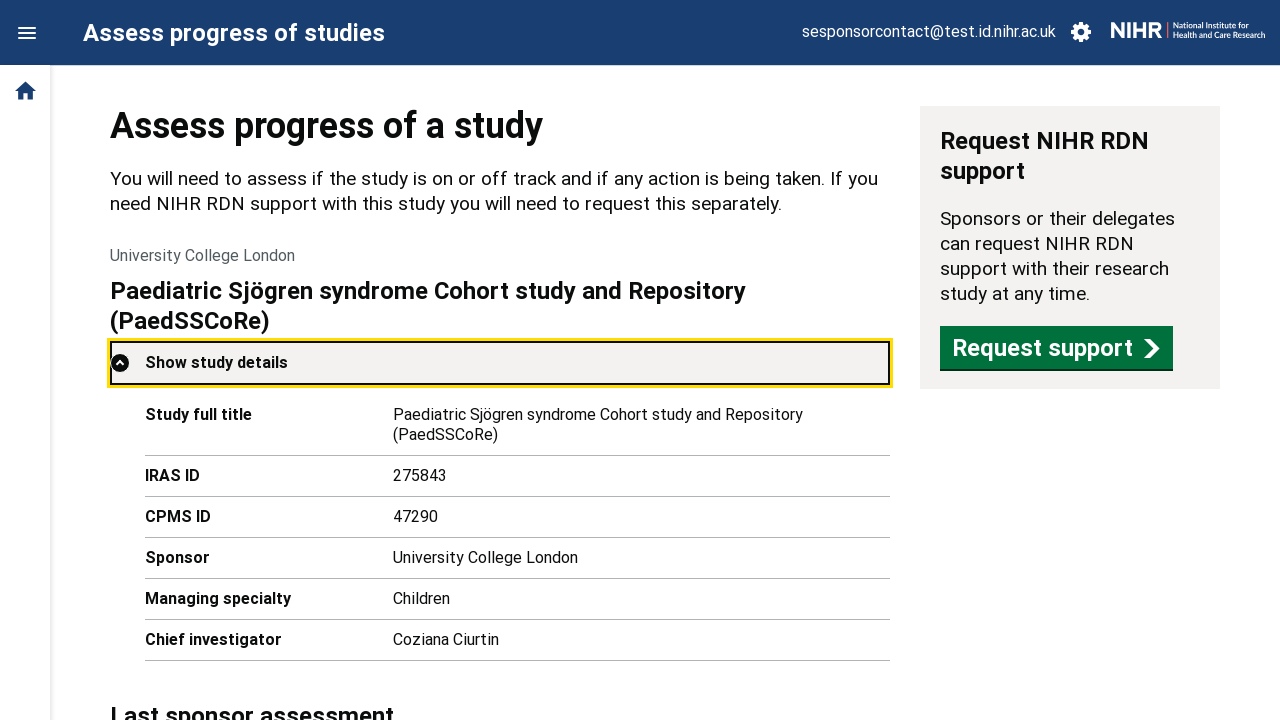 Assess progress of studies
sesponsorcontact@test.id.nihr.ac.uk
NIHR
National Institute for
Health and Care Research
Assess progress of a study
You will need to assess if the study is on or off track and if any action is being taken. If you
need NIHR RDN support with this study you will need to request this separately.
University College London
Paediatric Sjögren syndrome Cohort study and Repository
(PaedSSCoRe)
Show study details
Study full title
Paediatric Sjögren syndrome Cohort study and Repository
(PaedSSCoRe)
IRAS ID
275843
CPMS ID
47290
Sponsor
University College London
Managing specialty
Children
Chief investigator
Coziana Ciurtin
Last sponsor assessment
Request NIHR RDN
support
Sponsors or their delegates
can request NIHR RDN
support with their research
study at any time.
Request support